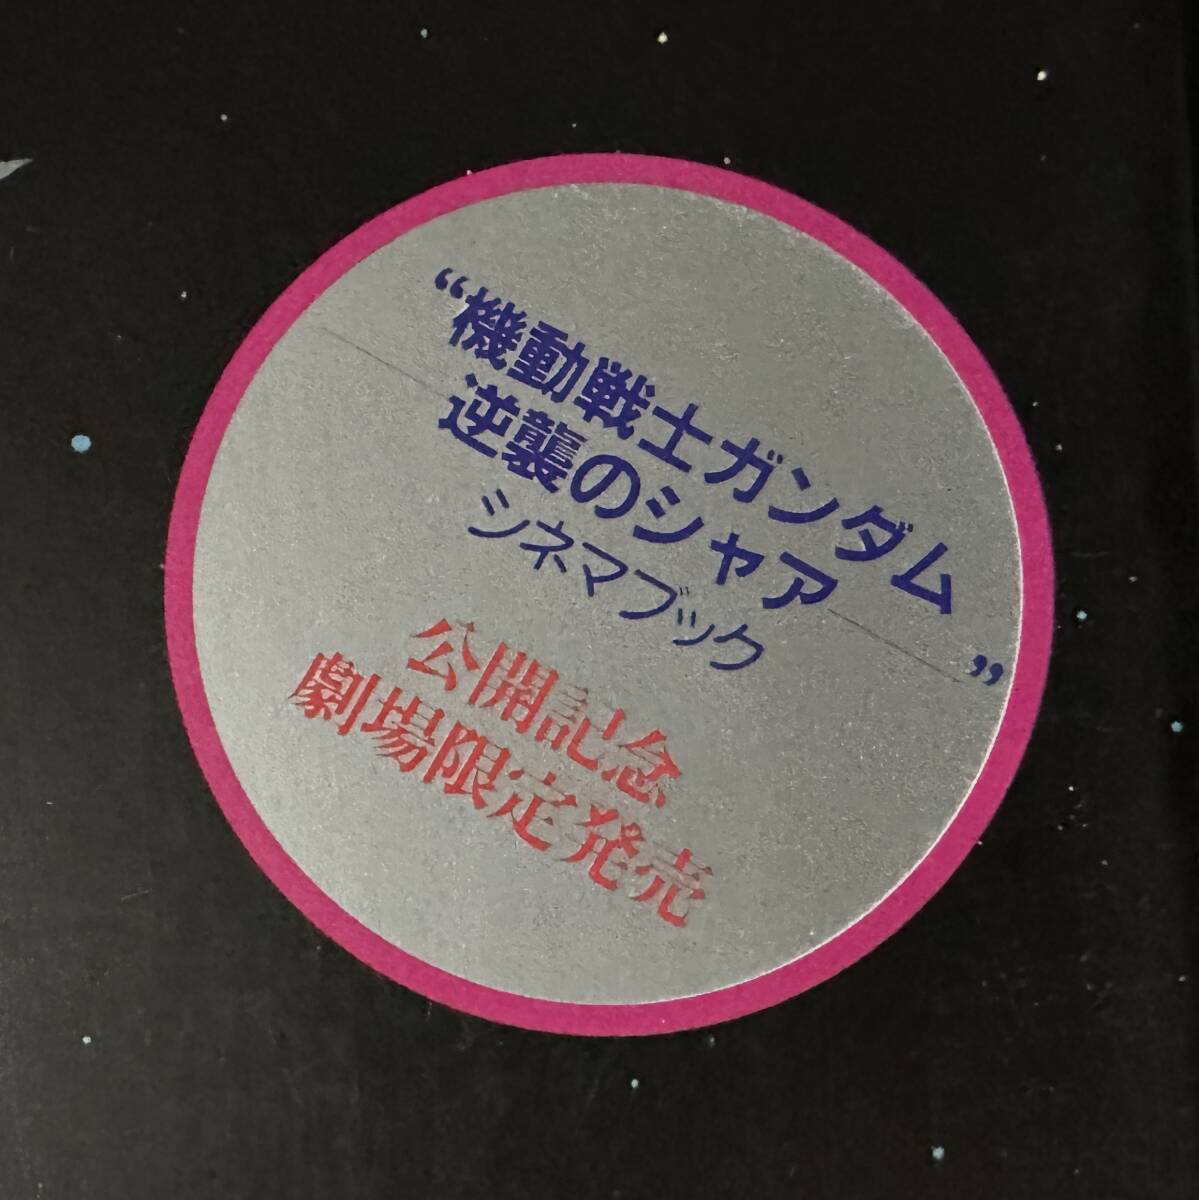 “機動戦士ガンダム
逆襲のシャア”
シネマブック
公開記念
劇場限定発売